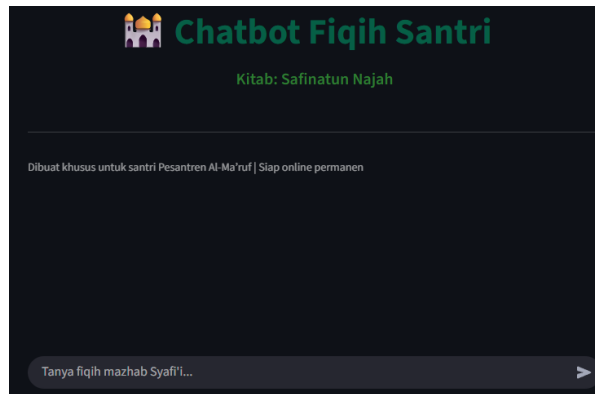 Chatbot Fiqih Santri
Kitab: Safinatun Najah
Dibuat khusus untuk santri Pesantren Al-Ma'ruf | Siap online permanen
Tanya fiqih mazhab Syafi'i...